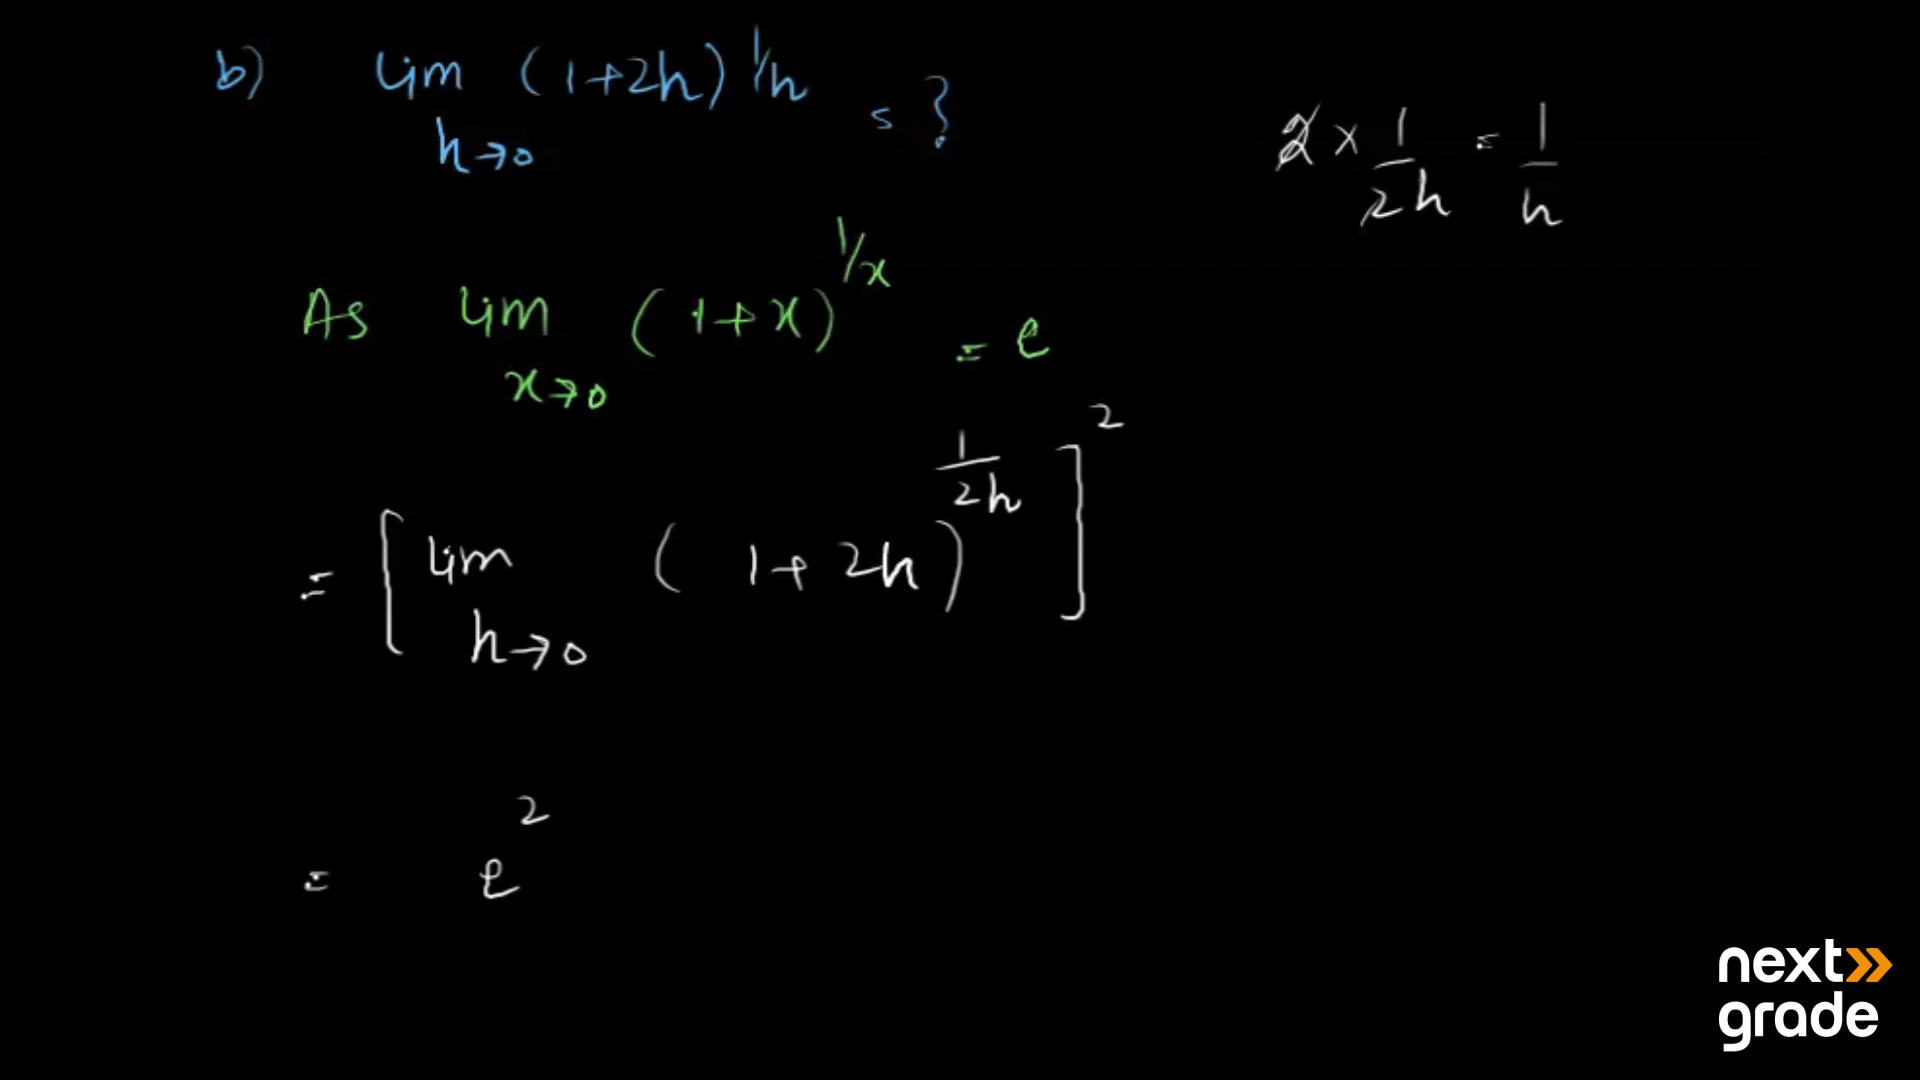 b) lim (1+2h)^1/h = ?
h→0
2 × 1/2h = 1/h
As lim (1+x)^1/x = e
x→0
= [lim (1+2h)^1/2h]^2
h→0
= e^2
next
grade